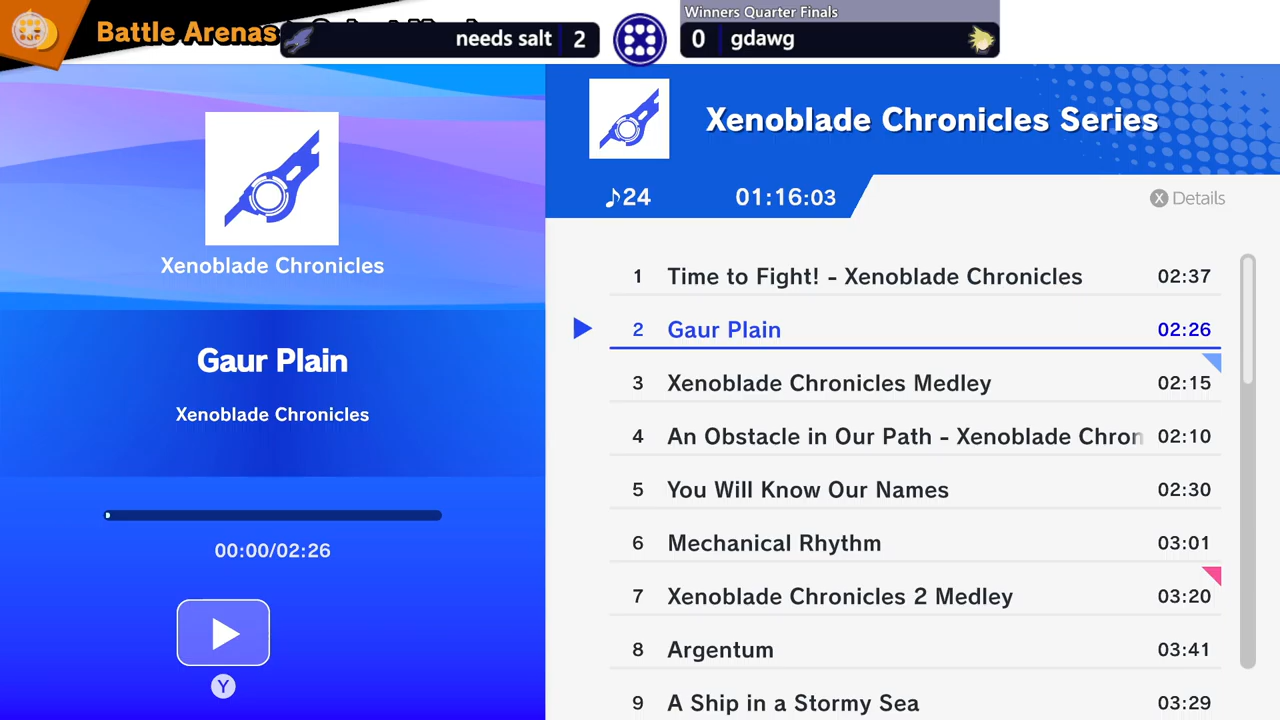 Battle Arenas
needs salt 2
Winners Quarter Finals
0 gdawg
Xenoblade Chronicles
Gaur Plain
Xenoblade Chronicles
00:00/02:26
Y
Xenoblade Chronicles Series
♪24 01:16:03
X Details
1 Time to Fight! - Xenoblade Chronicles 02:37
2 Gaur Plain 02:26
3 Xenoblade Chronicles Medley 02:15
4 An Obstacle in Our Path - Xenoblade Chron 02:10
5 You Will Know Our Names 02:30
6 Mechanical Rhythm 03:01
7 Xenoblade Chronicles 2 Medley 03:20
8 Argentum 03:41
9 A Ship in a Stormy Sea 03:29